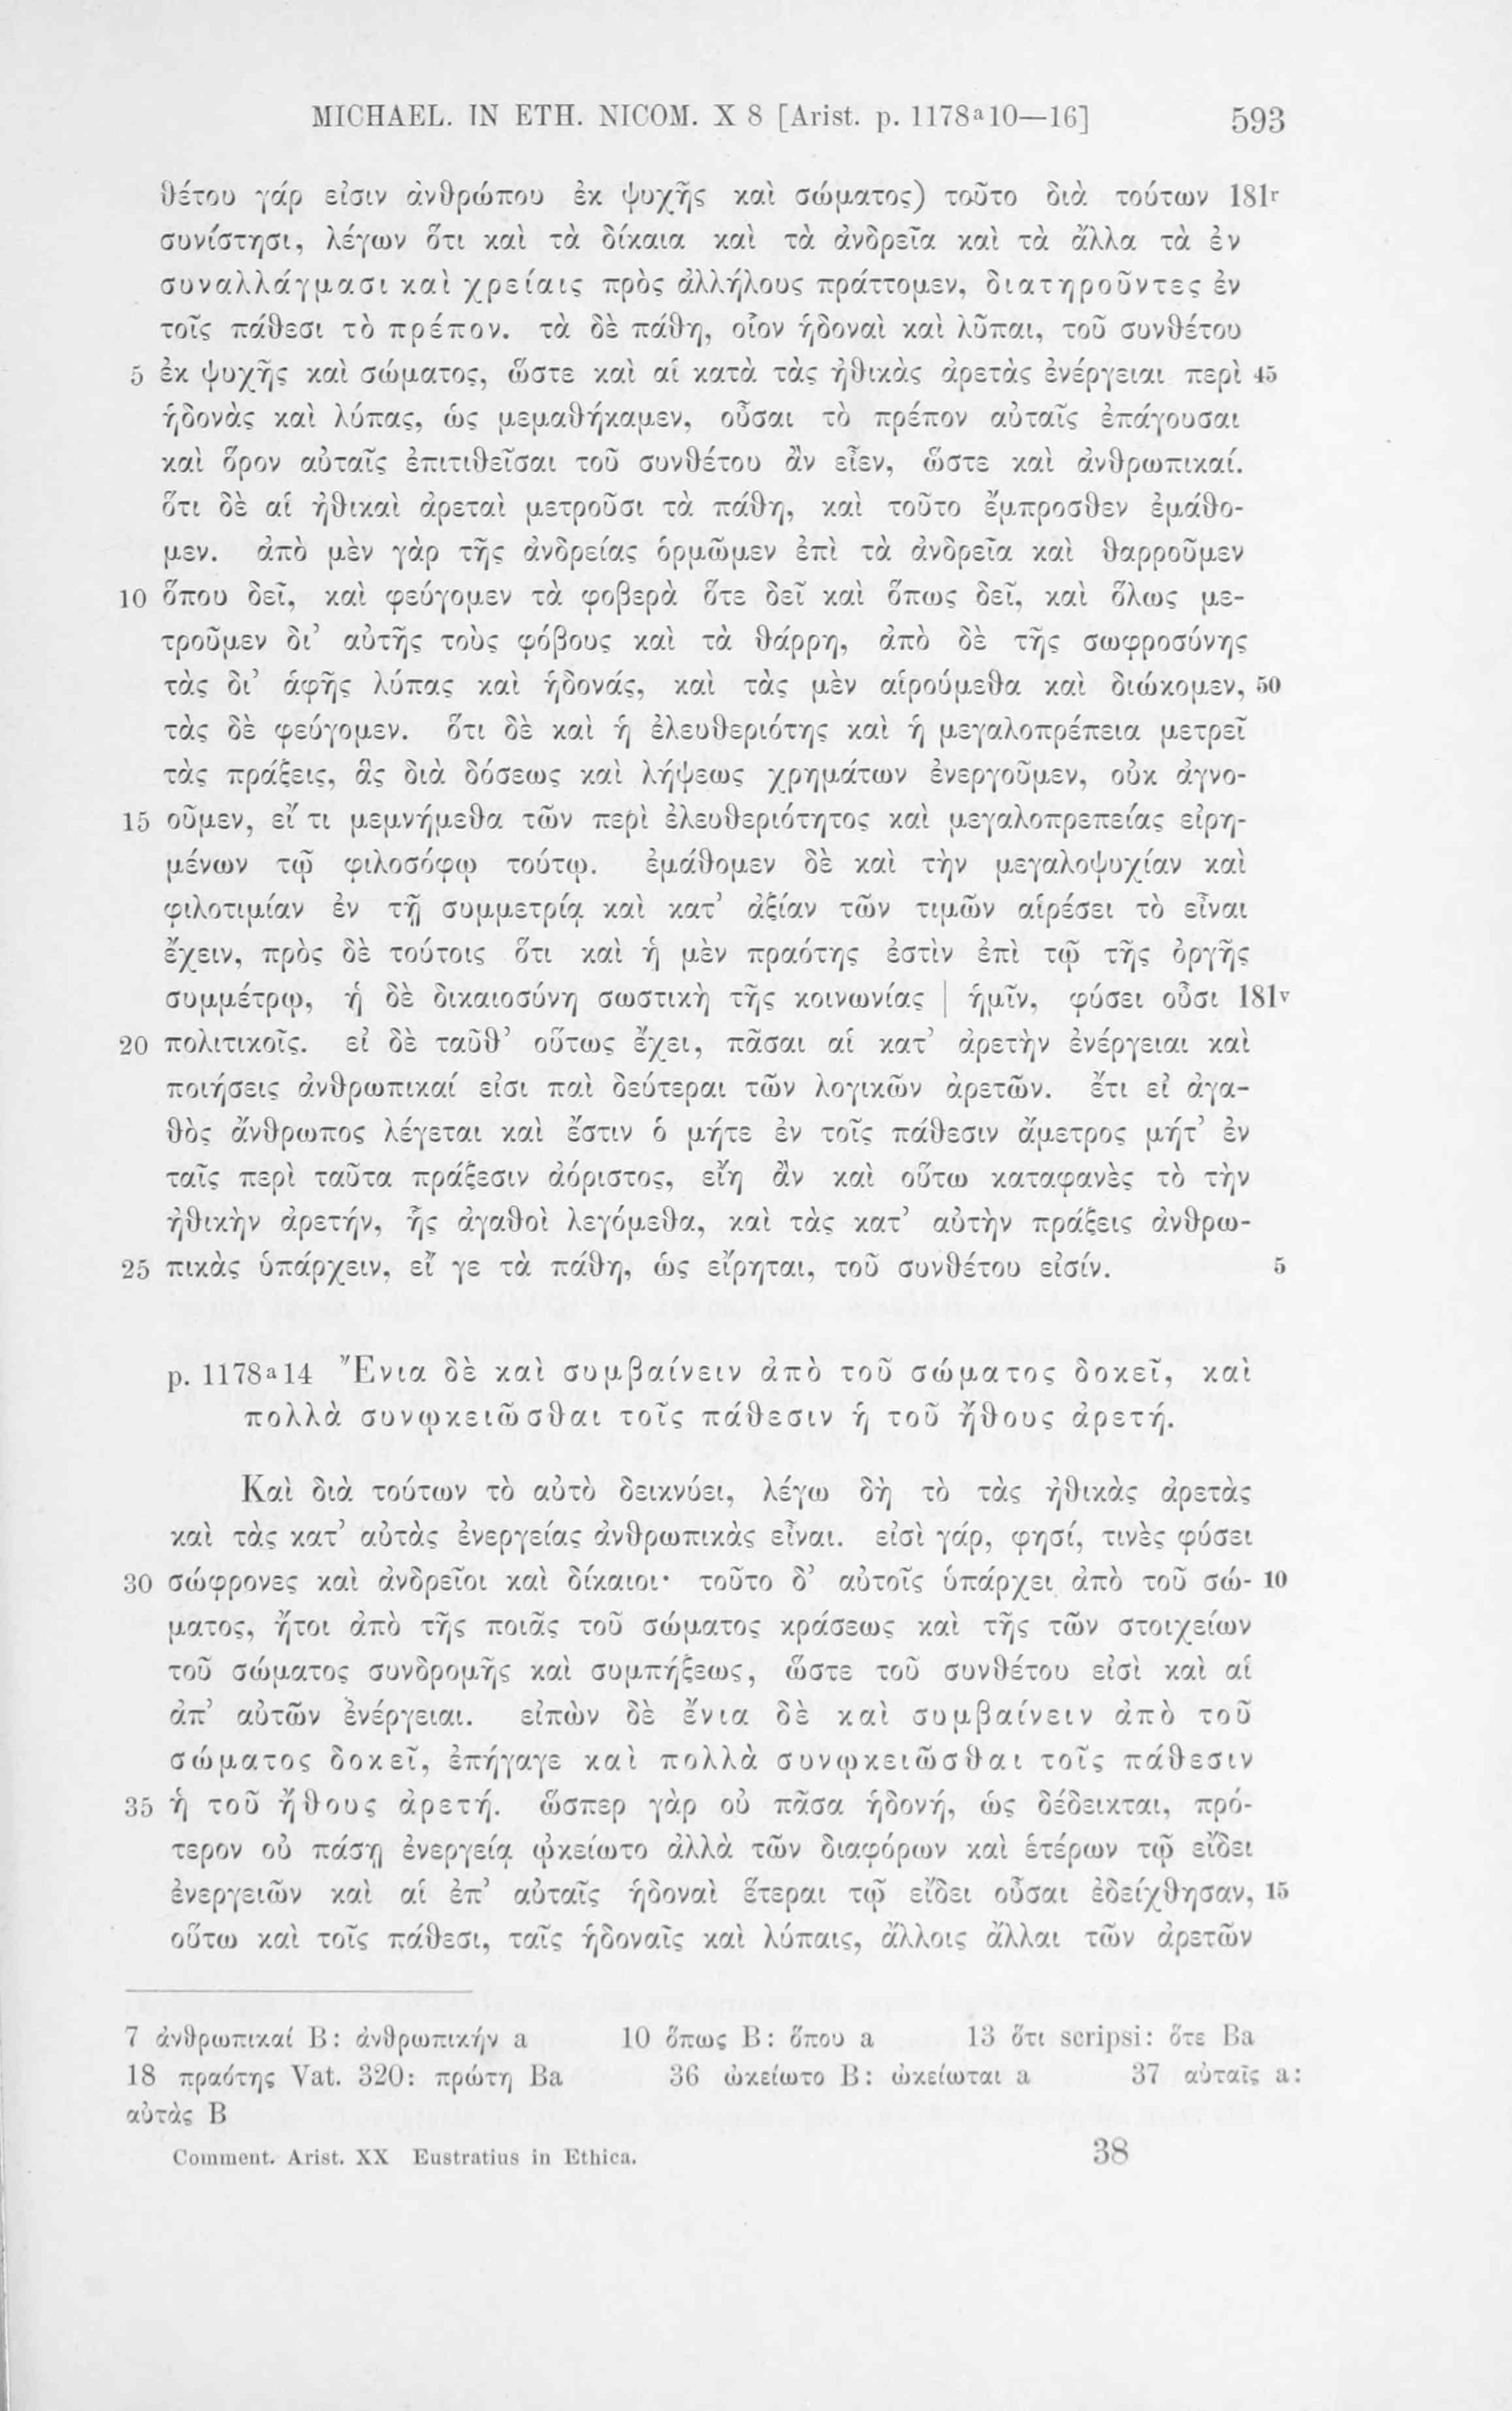 MICHAEL. IN ETH. NICOM. X 8 [Arist. p. 1178a10—16] 593
θέτου γάρ εἰσιν ἀνθρώπου ἐκ ψυχῆς καὶ σώματος) τοῦτο διὰ τούτων 181r
συνίστησι, λέγων ὅτι καὶ τὰ δίκαια καὶ τὰ ἀνδρεῖα καὶ τὰ ἄλλα τὰ ἐν
συναλλάγμασι καὶ χρείαις πρὸς ἀλλήλους πράττομεν, διατηροῦντες ἐν
τοῖς πάθεσι τὸ πρέπον. τὰ δὲ πάθη, οἷον ἡδοναὶ καὶ λῦπαι, τοῦ συνθέτου
5 ἐκ ψυχῆς καὶ σώματος, ὥστε καὶ αἱ κατὰ τὰς ἠθικὰς ἀρετὰς ἐνέργειαι περὶ 45
ἡδονὰς καὶ λύπας, ὡς μεμαθήκαμεν, οὖσαι τὸ πρέπον αὐταῖς ἐπάγουσαι
καὶ ὅρον αὐταῖς ἐπιτιθεῖσαι τοῦ συνθέτου ἂν εἶεν, ὥστε καὶ ἀνθρωπικαί.
ὅτι δὲ αἱ ἠθικαὶ ἀρεταὶ μετροῦσι τὰ πάθη, καὶ τοῦτο ἔμπροσθεν ἐμάθο-
μεν. ἀπὸ μὲν γὰρ τῆς ἀνδρείας ὁρμῶμεν ἐπὶ τὰ ἀνδρεῖα καὶ θαρροῦμεν
10 ὅπου δεῖ, καὶ φεύγομεν τὰ φοβερὰ ὅτε δεῖ καὶ ὅπως δεῖ, καὶ ὅλως με-
τροῦμεν δι’ αὐτῆς τοὺς φόβους καὶ τὰ θάρρη, ἀπὸ δὲ τῆς σωφροσύνης
τὰς δι’ ἁφῆς λύπας καὶ ἡδονάς, καὶ τὰς μὲν αἱρούμεθα καὶ διώκομεν, 50
τὰς δὲ φεύγομεν. ὅτι δὲ καὶ ἡ ἐλευθεριότης καὶ ἡ μεγαλοπρέπεια μετρεῖ
τὰς πράξεις, ἃς διὰ δόσεως καὶ λήψεως χρημάτων ἐνεργοῦμεν, οὐκ ἀγνο-
15 οῦμεν, εἴ τι μεμνήμεθα τῶν περὶ ἐλευθεριότητος καὶ μεγαλοπρεπείας εἰρη-
μένων τῷ φιλοσόφῳ τούτῳ. ἐμάθομεν δὲ καὶ τὴν μεγαλοψυχίαν καὶ
φιλοτιμίαν ἐν τῇ συμμετρίᾳ καὶ κατ’ ἀξίαν τῶν τιμῶν αἱρέσει τὸ εἶναι
ἔχειν, πρὸς δὲ τούτοις ὅτι καὶ ἡ μὲν πραότης ἐστὶν ἐπὶ τῷ τῆς ὀργῆς
συμμέτρῳ, ἡ δὲ δικαιοσύνη σωστικὴ τῆς κοινωνίας | ἡμῖν, φύσει οὖσι 181v
20 πολιτικοῖς. εἰ δὲ ταῦθ’ οὕτως ἔχει, πᾶσαι αἱ κατ’ ἀρετὴν ἐνέργειαι καὶ
ποιήσεις ἀνθρωπικαί εἰσι παὶ δεύτεραι τῶν λογικῶν ἀρετῶν. ἔτι εἰ ἀγα-
θὸς ἄνθρωπος λέγεται καὶ ἔστιν ὁ μήτε ἐν τοῖς πάθεσιν ἄμετρος μήτ’ ἐν
ταῖς περὶ ταῦτα πράξεσιν ἀόριστος, εἴη ἂν καὶ οὕτω καταφανὲς τὸ τὴν
ἠθικὴν ἀρετήν, ἧς ἀγαθοὶ λεγόμεθα, καὶ τὰς κατ’ αὐτὴν πράξεις ἀνθρω-
25 πικὰς ὑπάρχειν, εἴ γε τὰ πάθη, ὡς εἴρηται, τοῦ συνθέτου εἰσίν. 5
p. 1178a14 Ἔνια δὲ καὶ συμβαίνειν ἀπὸ τοῦ σώματος δοκεῖ, καὶ
πολλὰ συνῳκειῶσθαι τοῖς πάθεσιν ἡ τοῦ ἤθους ἀρετή.
Καὶ διὰ τούτων τὸ αὐτὸ δεικνύει, λέγω δὴ τὸ τὰς ἠθικὰς ἀρετὰς
καὶ τὰς κατ’ αὐτὰς ἐνεργείας ἀνθρωπικὰς εἶναι. εἰσὶ γάρ, φησί, τινὲς φύσει
30 σώφρονες καὶ ἀνδρεῖοι καὶ δίκαιοι· τοῦτο δ’ αὐτοῖς ὑπάρχει ἀπὸ τοῦ σώ- 10
ματος, ἤτοι ἀπὸ τῆς ποιᾶς τοῦ σώματος κράσεως καὶ τῆς τῶν στοιχείων
τοῦ σώματος συνδρομῆς καὶ συμπήξεως, ὥστε τοῦ συνθέτου εἰσὶ καὶ αἱ
ἀπ’ αὐτῶν ἐνέργειαι. εἰπὼν δὲ ἔνια δὲ καὶ συμβαίνειν ἀπὸ τοῦ
σώματος δοκεῖ, ἐπήγαγε καὶ πολλὰ συνῳκειῶσθαι τοῖς πάθεσιν
35 ἡ τοῦ ἤθους ἀρετή. ὥσπερ γὰρ οὐ πᾶσα ἡδονή, ὡς δέδεικται, πρό-
τερον οὐ πάσῃ ἐνεργείᾳ ᾠκείωτο ἀλλὰ τῶν διαφόρων καὶ ἑτέρων τῷ εἴδει
ἐνεργειῶν καὶ αἱ ἐπ’ αὐταῖς ἡδοναὶ ἕτεραι τῷ εἴδει οὖσαι ἐδείχθησαν, 15
οὕτω καὶ τοῖς πάθεσι, ταῖς ἡδοναῖς καὶ λύπαις, ἄλλοις ἄλλαι τῶν ἀρετῶν
7 ἀνθρωπικαί B: ἀνθρωπικήν a 10 ὅπως B: ὅπου a 13 ὅτι scripsi: ὅτε Ba
18 πραότης Vat. 320: πρώτη Ba 36 ὠκείωτο B: ὠκείωται a 37 αὐταῖς a:
αὐτὰς B
Comment. Arist. XX Eustratius in Ethica. 38